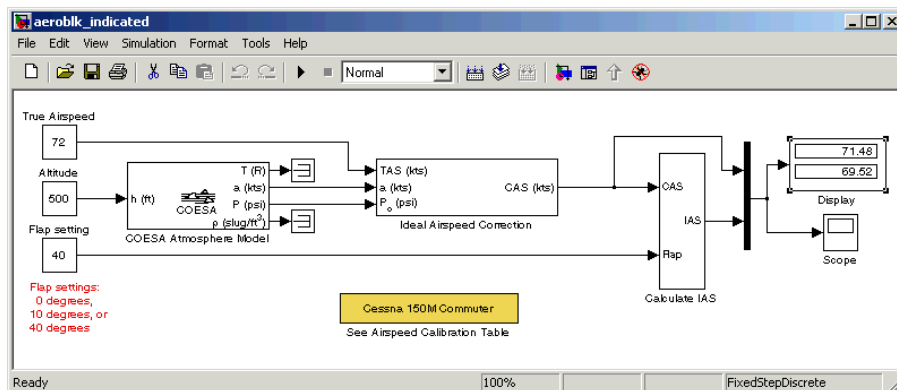 aeroblk_indicated
File Edit View Simulation Format Tools Help
Normal
True Airspeed
72
Altitude
500
Flap setting
40
Flap settings:
0 degrees,
10 degrees, or
40 degrees
h (ft)
COESA
T (R)
a (kts)
P (psi)
ρ (slug/ft³)
COESA Atmosphere Model
TAS (kts)
a (kts)
P₀ (psi)
CAS (kts)
Ideal Airspeed Correction
CAS
IAS
Flap
Calculate IAS
71.48
69.52
Display
Scope
Cessna 150M Commuter
See Airspeed Calibration Table
Ready
100%
FixedStepDiscrete